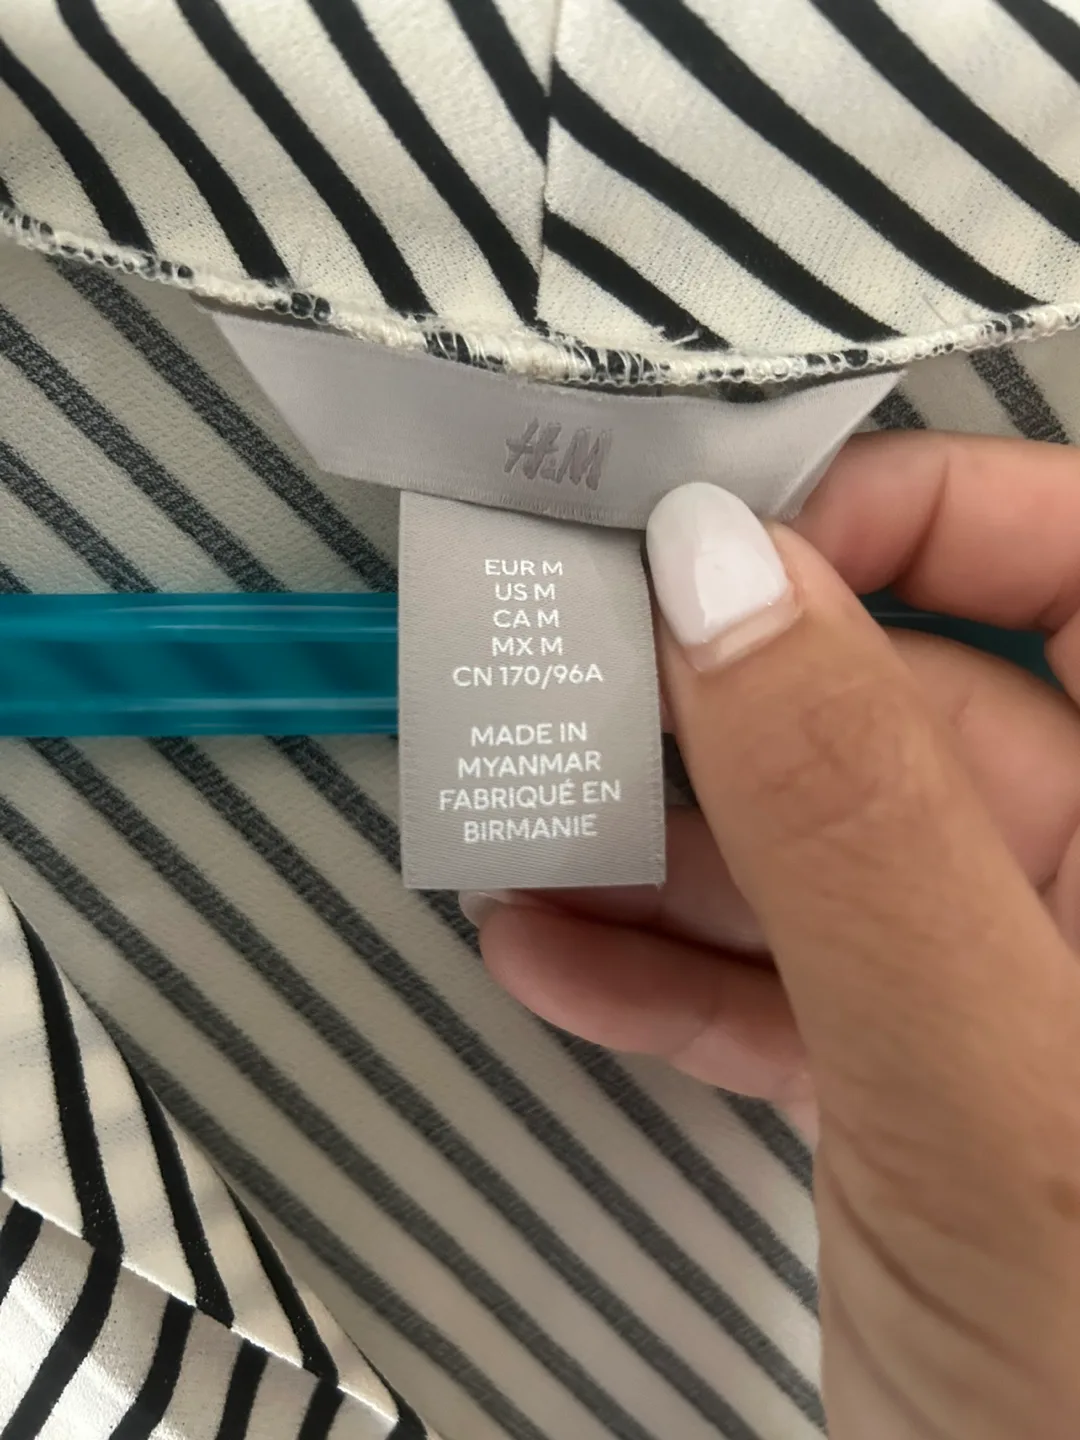 H&M
EUR M
US M
CA M
MX M
CN 170/96A
MADE IN
MYANMAR
FABRIQUÉ EN
BIRMANIE